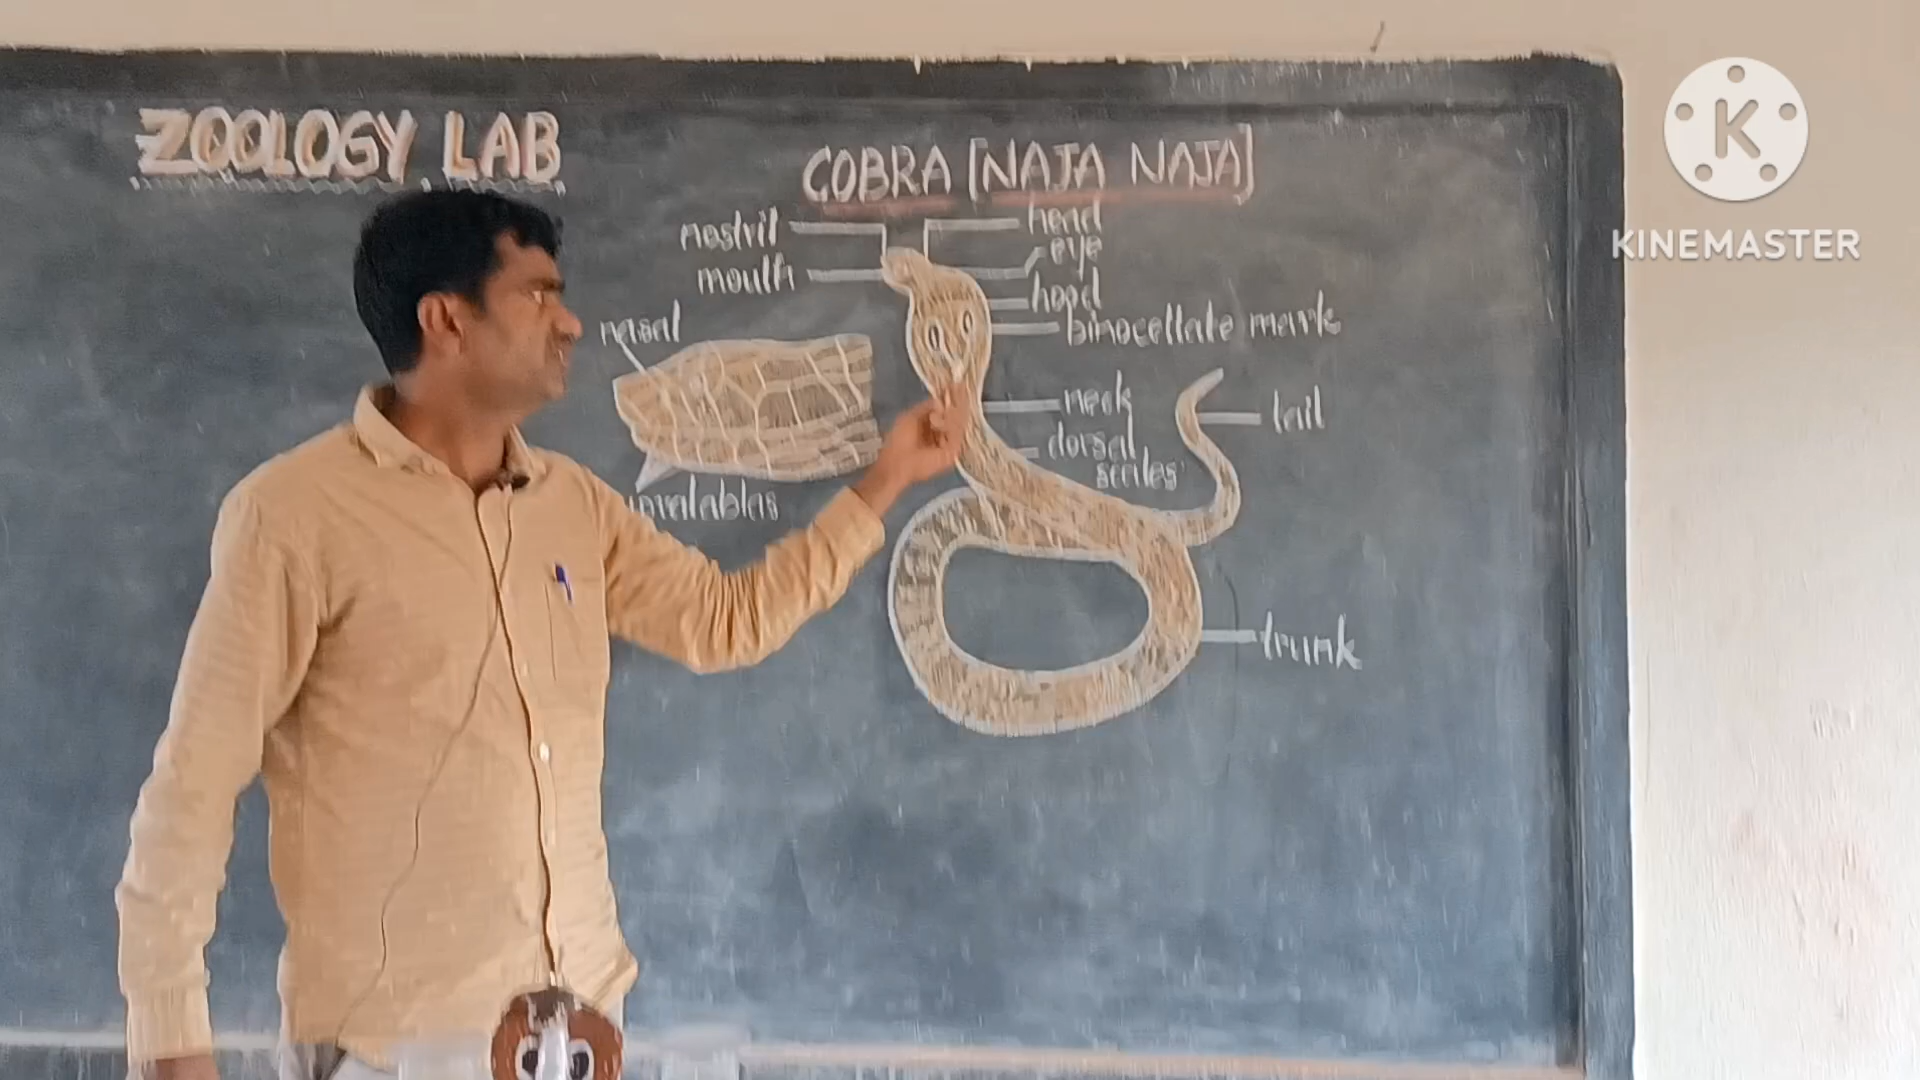 ZOOLOGY LAB
COBRA [NAJA NAJA]
nostril
head
eye
mouth
hood
binocellate mark
nasal
neck
tail
dorsal
scales
trunk
K
KINEMASTER